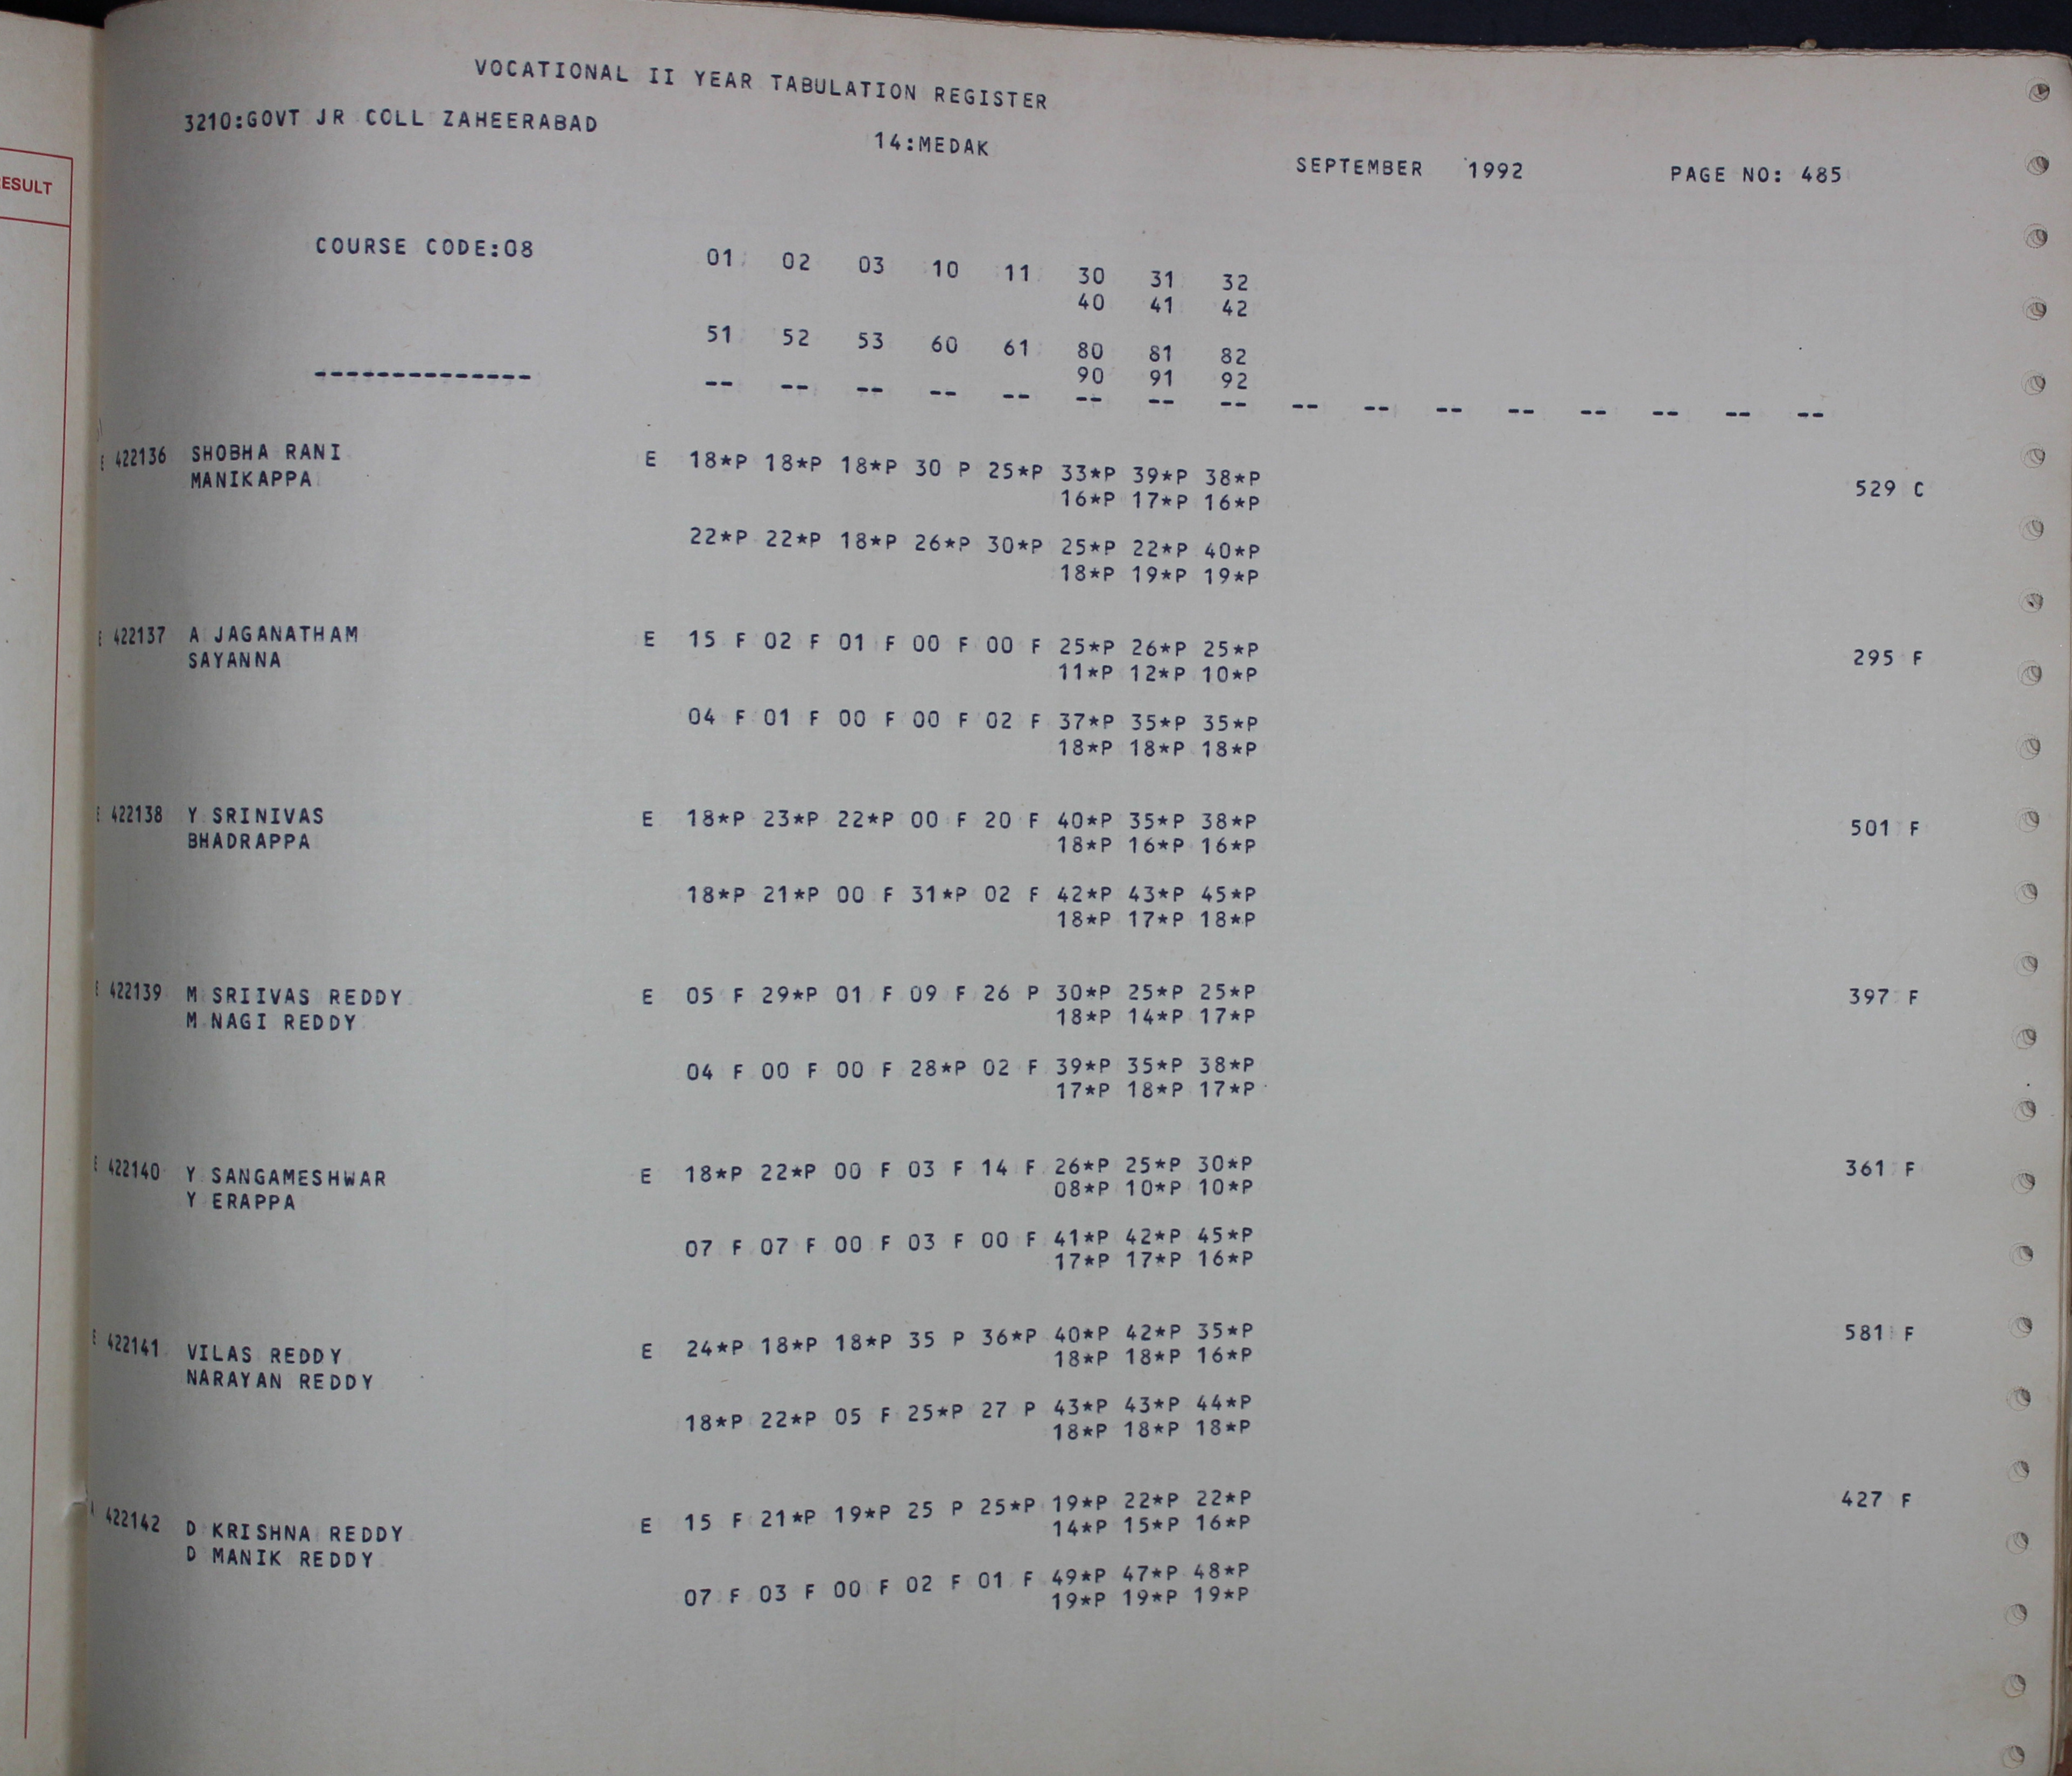 ESULT
VOCATIONAL II YEAR TABULATION REGISTER
3210:GOVT JR COLL ZAHEERABAD 14:MEDAK SEPTEMBER 1992 PAGE NO: 485
COURSE CODE:08 01 02 03 10 11 30 31 32
40 41 42
51 52 53 60 61 80 81 82
90 91 92
-------------- -- -- -- -- -- -- -- -- -- -- -- -- -- -- -- --
E 422136 SHOBHA RANI E 18*P 18*P 18*P 30 P 25*P 33*P 39*P 38*P 529 C
MANIKAPPA 16*P 17*P 16*P
22*P 22*P 18*P 26*P 30*P 25*P 22*P 40*P
18*P 19*P 19*P
E 422137 A JAGANATHAM E 15 F 02 F 01 F 00 F 00 F 25*P 26*P 25*P 295 F
SAYANNA 11*P 12*P 10*P
04 F 01 F 00 F 00 F 02 F 37*P 35*P 35*P
18*P 18*P 18*P
E 422138 Y SRINIVAS E 18*P 23*P 22*P 00 F 20 F 40*P 35*P 38*P 501 F
BHADRAPPA 18*P 16*P 16*P
18*P 21*P 00 F 31*P 02 F 42*P 43*P 45*P
18*P 17*P 18*P
E 422139 M SRIIVAS REDDY E 05 F 29*P 01 F 09 F 26 P 30*P 25*P 25*P 397 F
M NAGI REDDY 18*P 14*P 17*P
04 F 00 F 00 F 28*P 02 F 39*P 35*P 38*P
17*P 18*P 17*P
E 422140 Y SANGAMESHWAR E 18*P 22*P 00 F 03 F 14 F 26*P 25*P 30*P 361 F
Y ERAPPA 08*P 10*P 10*P
07 F 07 F 00 F 03 F 00 F 41*P 42*P 45*P
17*P 17*P 16*P
E 422141 VILAS REDDY E 24*P 18*P 18*P 35 P 36*P 40*P 42*P 35*P 581 F
NARAYAN REDDY 18*P 18*P 16*P
18*P 22*P 05 F 25*P 27 P 43*P 43*P 44*P
18*P 18*P 18*P
422142 D KRISHNA REDDY E 15 F 21*P 19*P 25 P 25*P 19*P 22*P 22*P 427 F
D MANIK REDDY 14*P 15*P 16*P
07 F 03 F 00 F 02 F 01 F 49*P 47*P 48*P
19*P 19*P 19*P